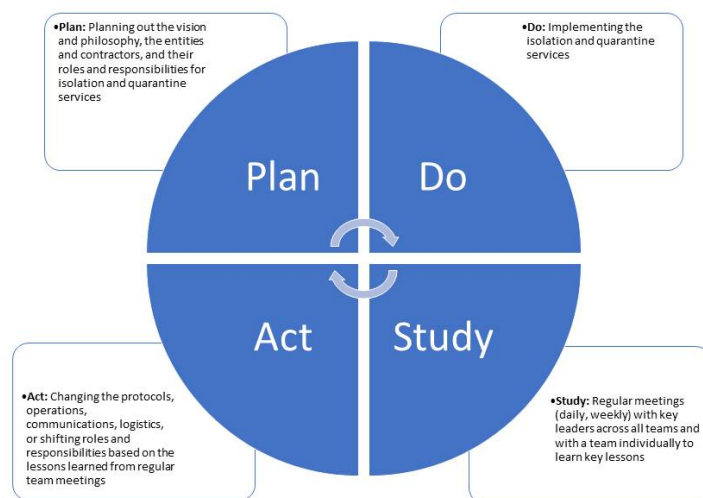 •Plan: Planning out the vision
and philosophy, the entities
and contractors, and their
roles and responsibilities for
isolation and quarantine
services
•Do: Implementing the
isolation and quarantine
services
Plan
Do
Act
Study
•Act: Changing the protocols,
operations,
communications, logistics,
or shifting roles and
responsibilities based on the
lessons learned from regular
team meetings
•Study: Regular meetings
(daily, weekly) with key
leaders across all teams and
with a team individually to
learn key lessons